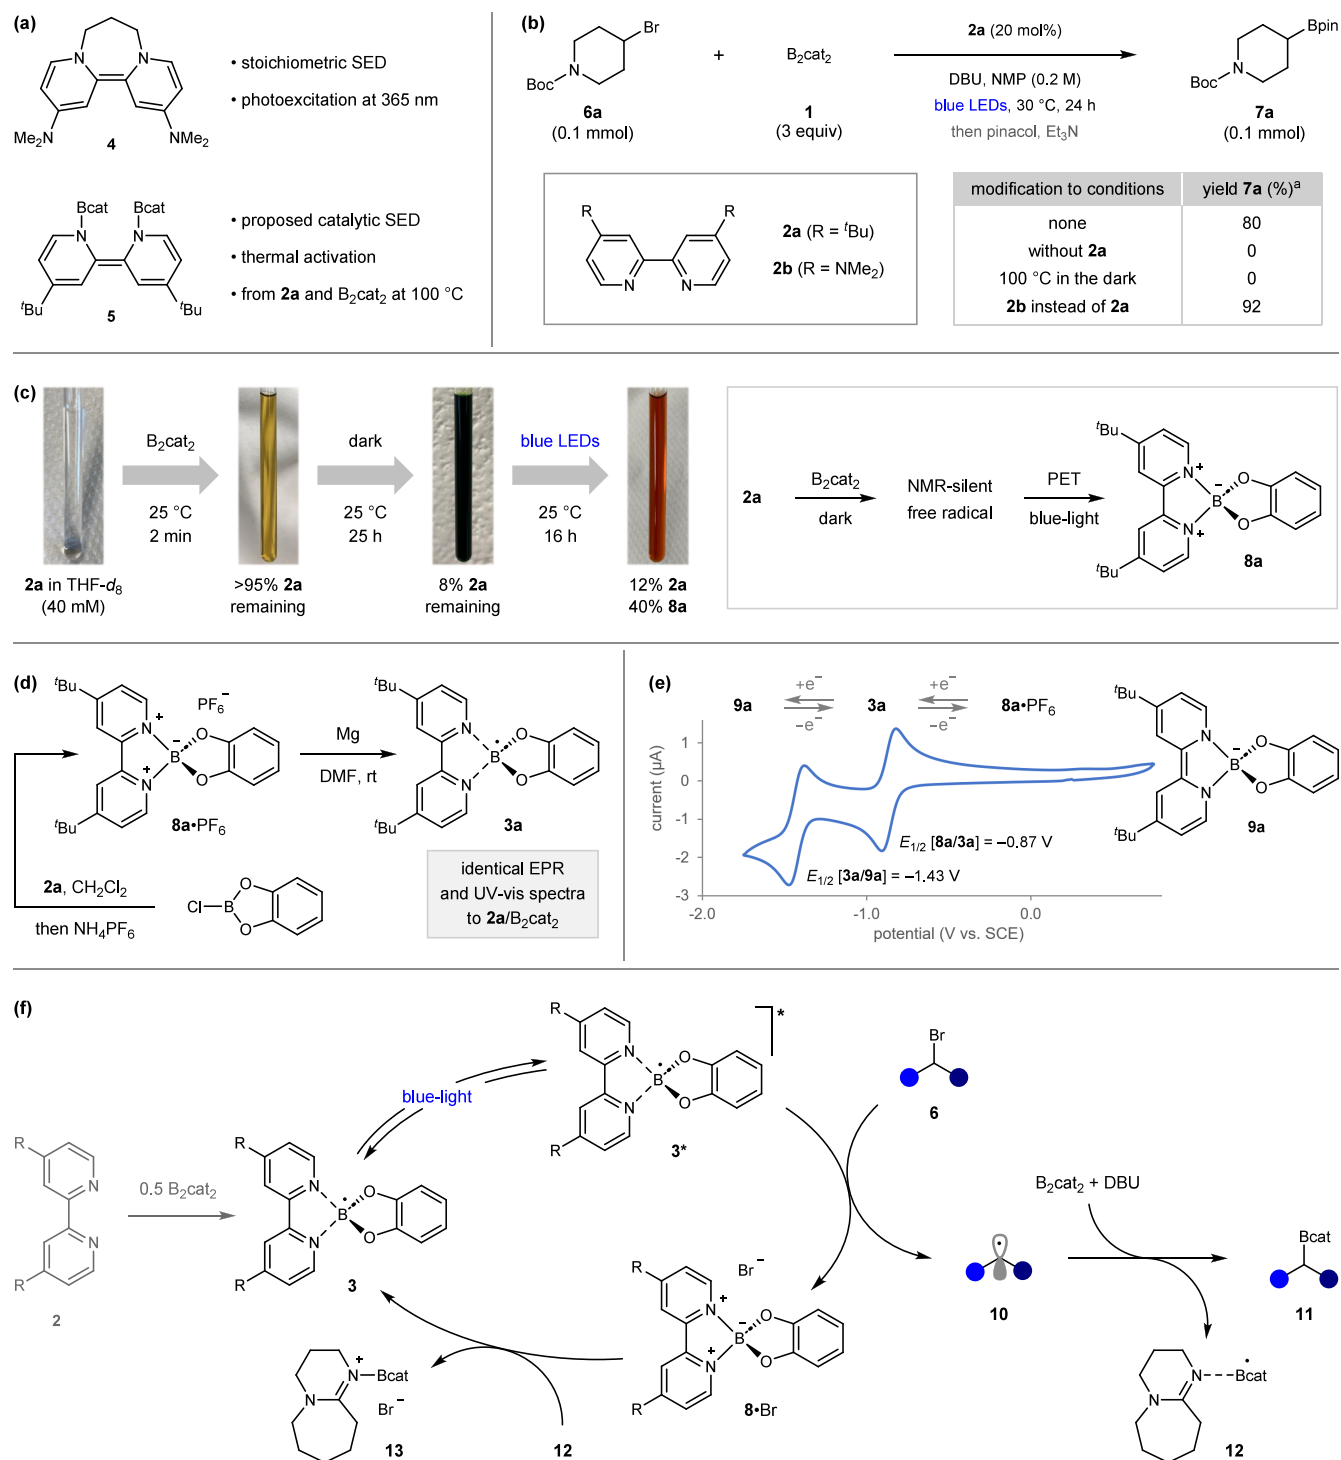 (a)
N
N
Me₂N
NMe₂
4
• stoichiometric SED
• photoexcitation at 365 nm
Bcat
Bcat
N
N
ᵗBu
ᵗBu
5
• proposed catalytic SED
• thermal activation
• from 2a and B₂cat₂ at 100 °C
(b)
Br
N
Boc
6a
(0.1 mmol)
+
B₂cat₂
1
(3 equiv)
2a (20 mol%)
DBU, NMP (0.2 M)
blue LEDs, 30 °C, 24 h
then pinacol, Et₃N
Bpin
N
Boc
7a
(0.1 mmol)
R
R
N
N
2a (R = ᵗBu)
2b (R = NMe₂)
modification to conditions yield 7a (%)ᵃ
none 80
without 2a 0
100 °C in the dark 0
2b instead of 2a 92
(c)
2a in THF-d₈
(40 mM)
B₂cat₂
25 °C
2 min
>95% 2a
remaining
dark
25 °C
25 h
8% 2a
remaining
blue LEDs
25 °C
16 h
12% 2a
40% 8a
2a
B₂cat₂
dark
NMR-silent
free radical
PET
blue-light
ᵗBu
N⁺
B⁻
O
O
N⁺
ᵗBu
8a
(d)
ᵗBu
PF₆⁻
N⁺
B⁻
O
O
N⁺
ᵗBu
8a•PF₆
Mg
DMF, rt
ᵗBu
N
B•
O
O
N
ᵗBu
3a
2a, CH₂Cl₂
then NH₄PF₆
Cl
B
O
O
identical EPR
and UV-vis spectra
to 2a/B₂cat₂
(e)
9a
+e⁻
−e⁻
3a
+e⁻
−e⁻
8a•PF₆
current (µA)
1
0
-1
-2
-3
E₁/₂ [8a/3a] = −0.87 V
E₁/₂ [3a/9a] = −1.43 V
-2.0 -1.0 0.0
potential (V vs. SCE)
ᵗBu
N
B⁻
O
O
N
ᵗBu
9a
(f)
R
N
N
R
2
0.5 B₂cat₂
R
N
B•
O
O
N
R
3
blue-light
R
N
B•
O
O
N
R
*
3*
Br
6
R
Br⁻
N⁺
B⁻
O
O
N⁺
R
8•Br
•
10
B₂cat₂ + DBU
Bcat
11
N
N
Bcat
•
12
12
N⁺
Bcat
N
Br⁻
13